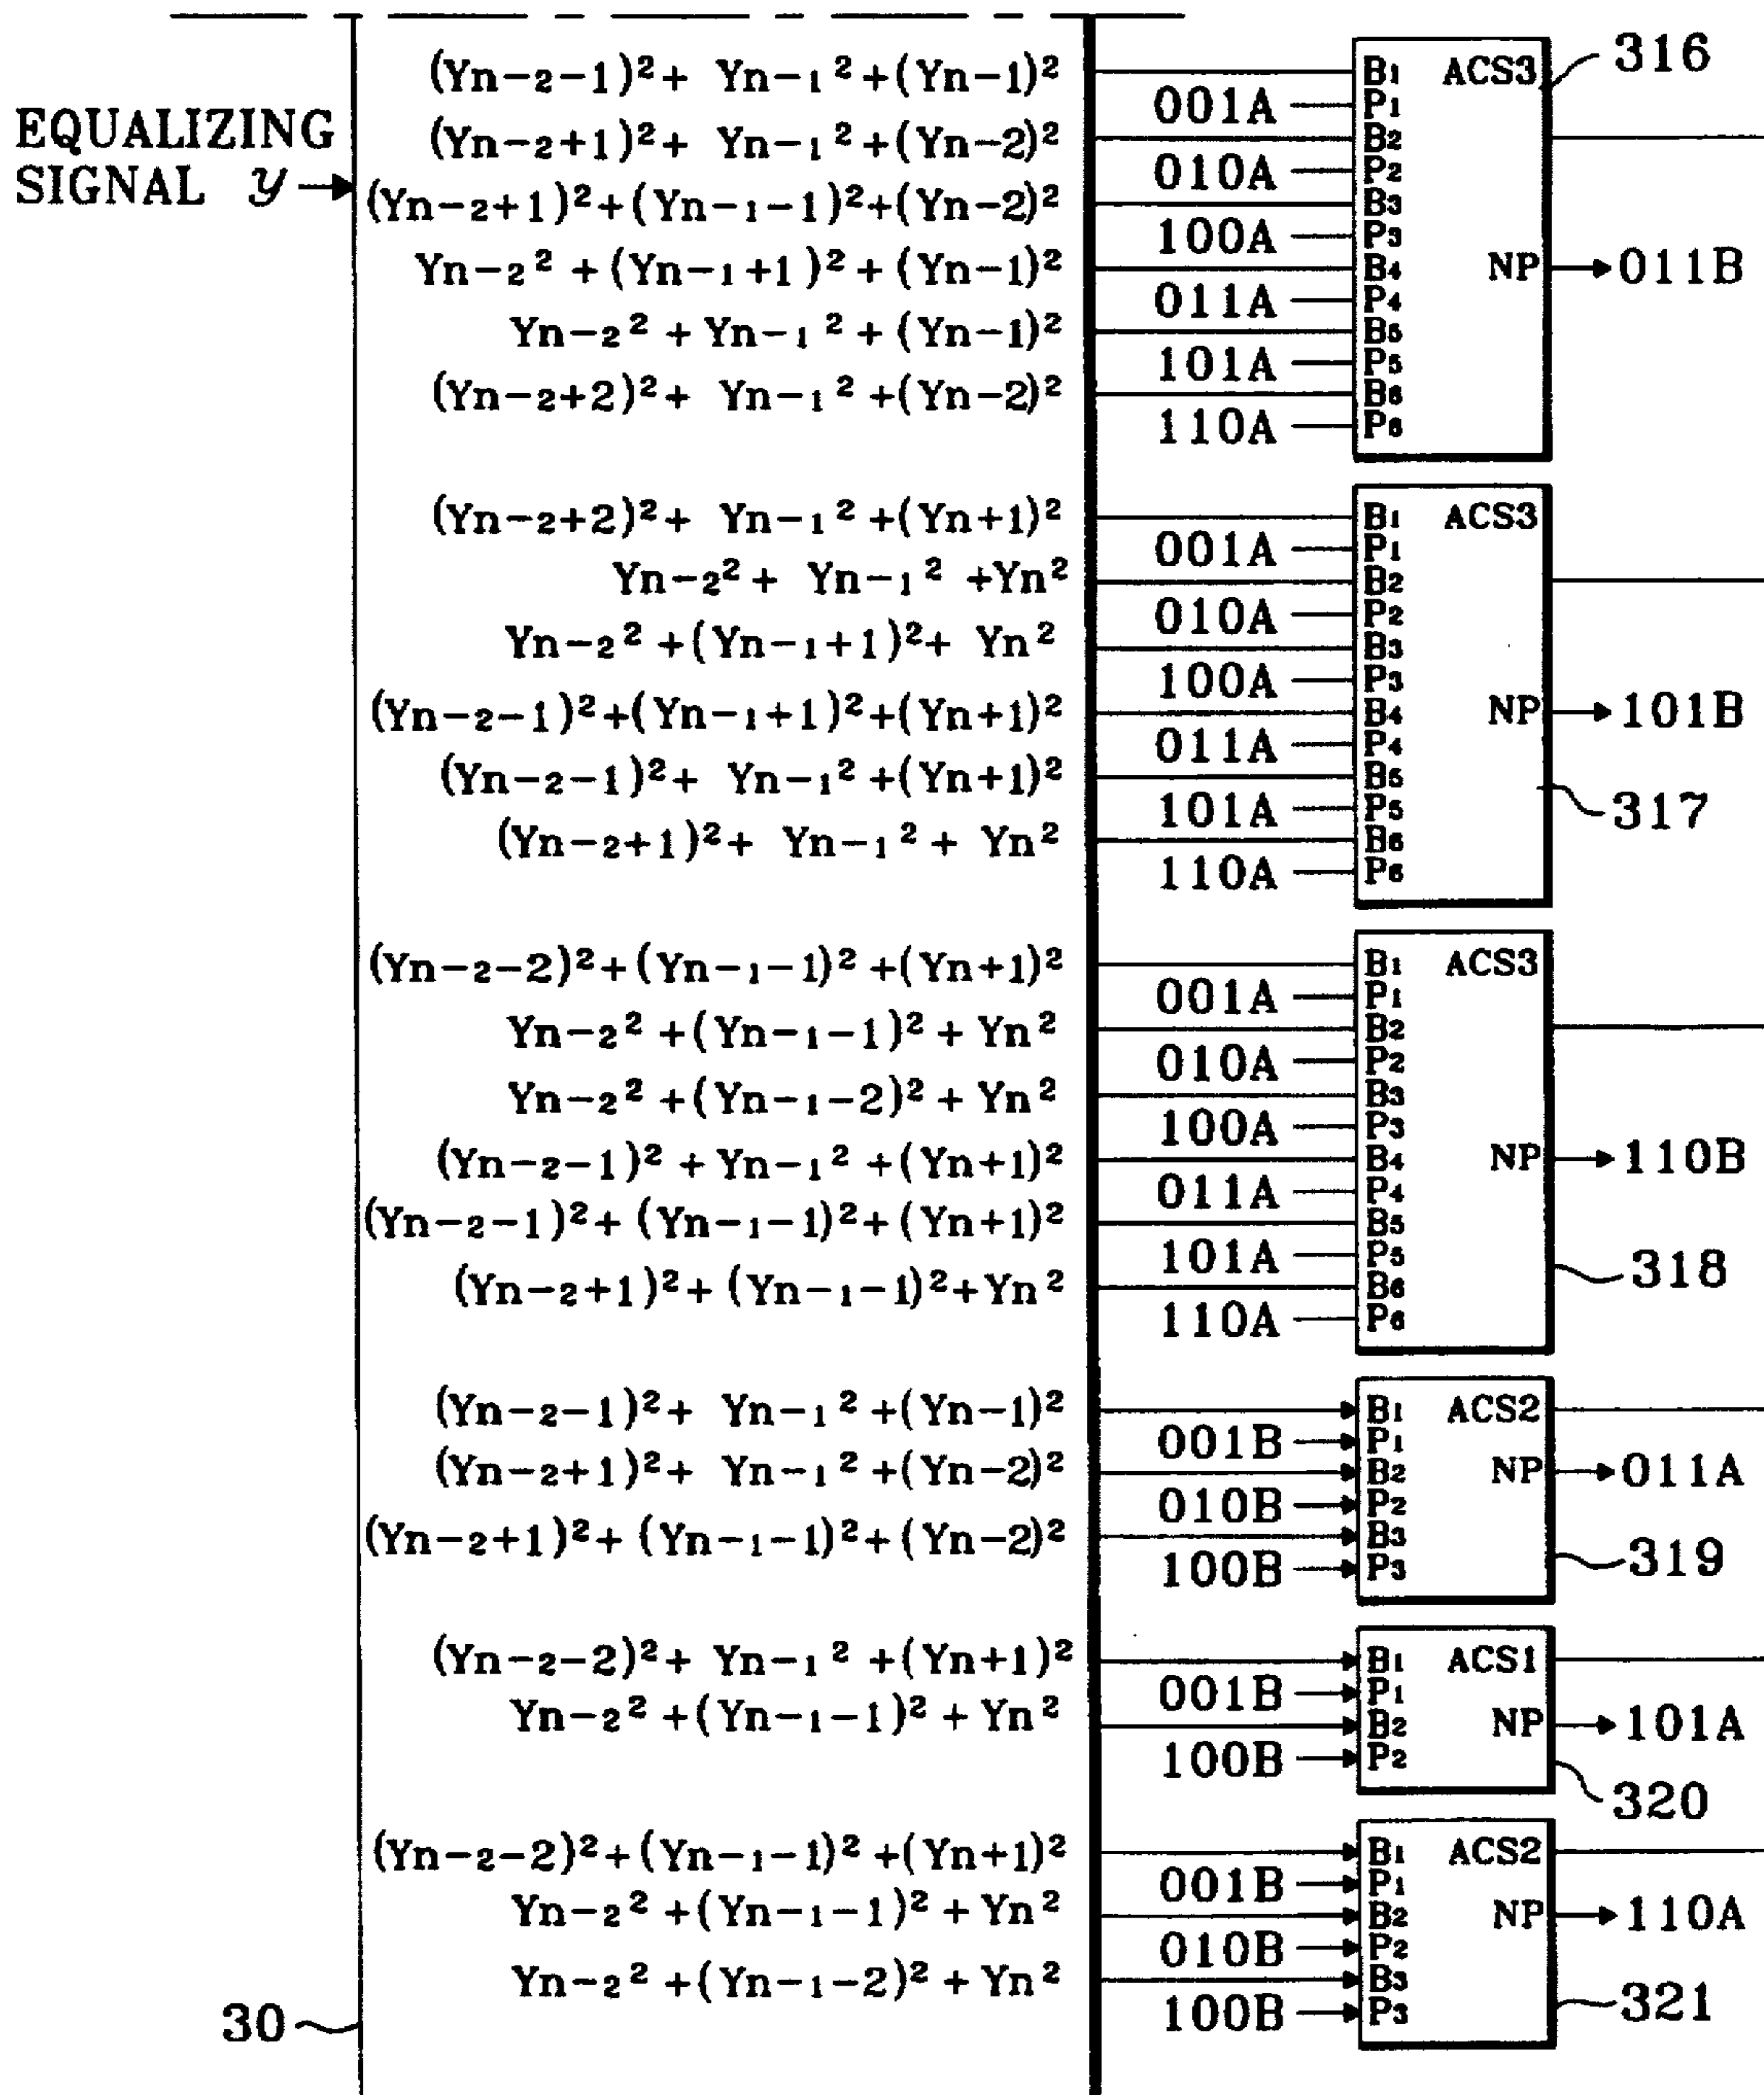 EQUALIZING
SIGNAL y
30
(Yn-2-1)²+ Yn-1²+(Yn-1)²
(Yn-2+1)²+ Yn-1²+(Yn-2)²
(Yn-2+1)²+(Yn-1-1)²+(Yn-2)²
Yn-2² + (Yn-1+1)² + (Yn-1)²
Yn-2² + Yn-1² + (Yn-1)²
(Yn-2+2)²+ Yn-1² +(Yn-2)²
B1 ACS3 316
001A P1
B2
010A P2
B3
100A P3
B4 NP 011B
011A P4
B5
101A P5
B6
110A P6
(Yn-2+2)²+ Yn-1² +(Yn+1)²
Yn-2²+ Yn-1² +Yn²
Yn-2² +(Yn-1+1)²+ Yn²
(Yn-2-1)²+(Yn-1+1)²+(Yn+1)²
(Yn-2-1)²+ Yn-1² +(Yn+1)²
(Yn-2+1)²+ Yn-1² + Yn²
B1 ACS3
001A P1
B2
010A P2
B3
100A P3
B4 NP 101B
011A P4
B5
101A P5 317
B6
110A P6
(Yn-2-2)²+(Yn-1-1)² +(Yn+1)²
Yn-2² +(Yn-1-1)² + Yn²
Yn-2² +(Yn-1-2)² + Yn²
(Yn-2-1)² + Yn-1² +(Yn+1)²
(Yn-2-1)²+ (Yn-1-1)²+(Yn+1)²
(Yn-2+1)²+ (Yn-1-1)²+Yn²
B1 ACS3
001A P1
B2
010A P2
B3
100A P3
B4 NP 110B
011A P4
B5
101A P5 318
B6
110A P6
(Yn-2-1)²+ Yn-1² +(Yn-1)²
(Yn-2+1)²+ Yn-1² +(Yn-2)²
(Yn-2+1)²+ (Yn-1-1)²+(Yn-2)²
B1 ACS2
001B P1
B2 NP 011A
010B P2
B3 319
100B P3
(Yn-2-2)²+ Yn-1² +(Yn+1)²
Yn-2² +(Yn-1-1)² + Yn²
B1 ACS1
001B P1
B2 NP 101A
100B P2
320
(Yn-2-2)²+(Yn-1-1)² +(Yn+1)²
Yn-2² +(Yn-1-1)² + Yn²
Yn-2² +(Yn-1-2)² + Yn²
B1 ACS2
001B P1
B2 NP 110A
010B P2
B3
100B P3 321